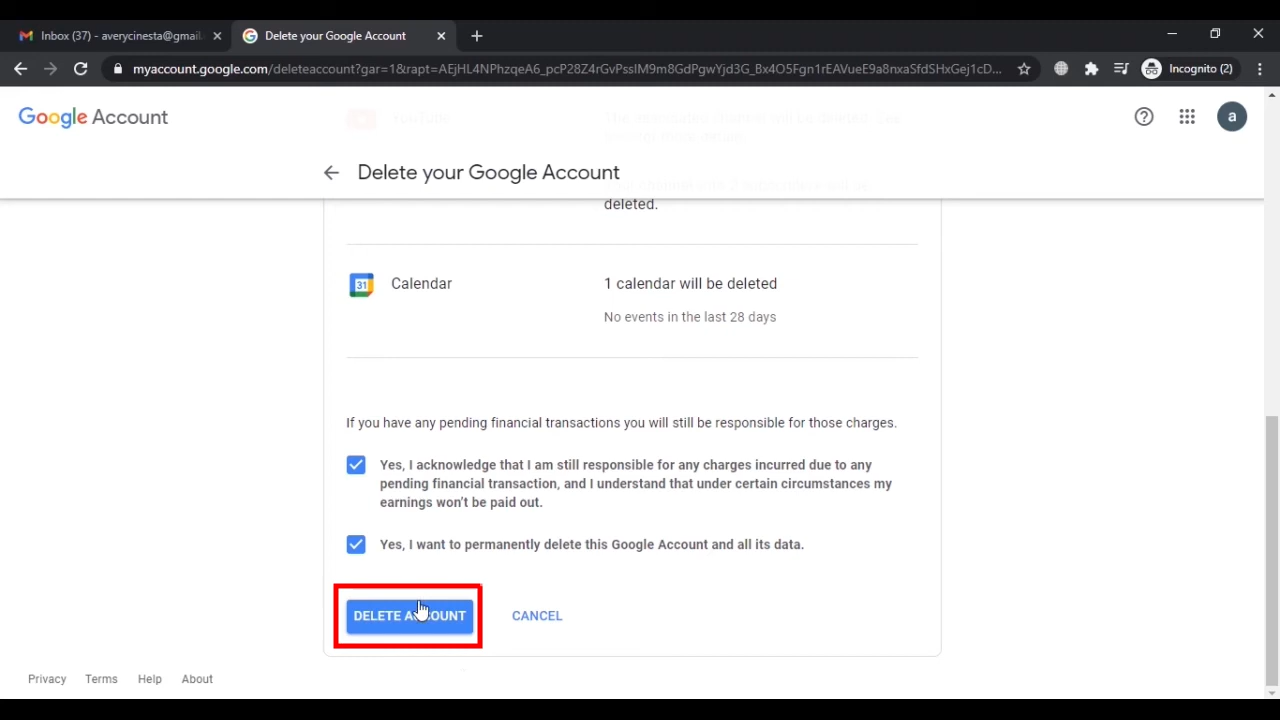 Inbox (37) - averycinesta@gmail.
Delete your Google Account
myaccount.google.com/deleteaccount?gar=1&rapt=AEjHL4NPhzqeA6_pcP28Z4rGvPssIM9m8GdPgwYjd3G_Bx4O5Fgn1rEAVueE9a8nxaSfdSHxGej1cD...
Incognito (2)
Google Account
a
YouTube
Delete your Google Account
deleted.
31
Calendar
1 calendar will be deleted
No events in the last 28 days
If you have any pending financial transactions you will still be responsible for those charges.
Yes, I acknowledge that I am still responsible for any charges incurred due to any
pending financial transaction, and I understand that under certain circumstances my
earnings won't be paid out.
Yes, I want to permanently delete this Google Account and all its data.
DELETE ACCOUNT
CANCEL
Privacy
Terms
Help
About